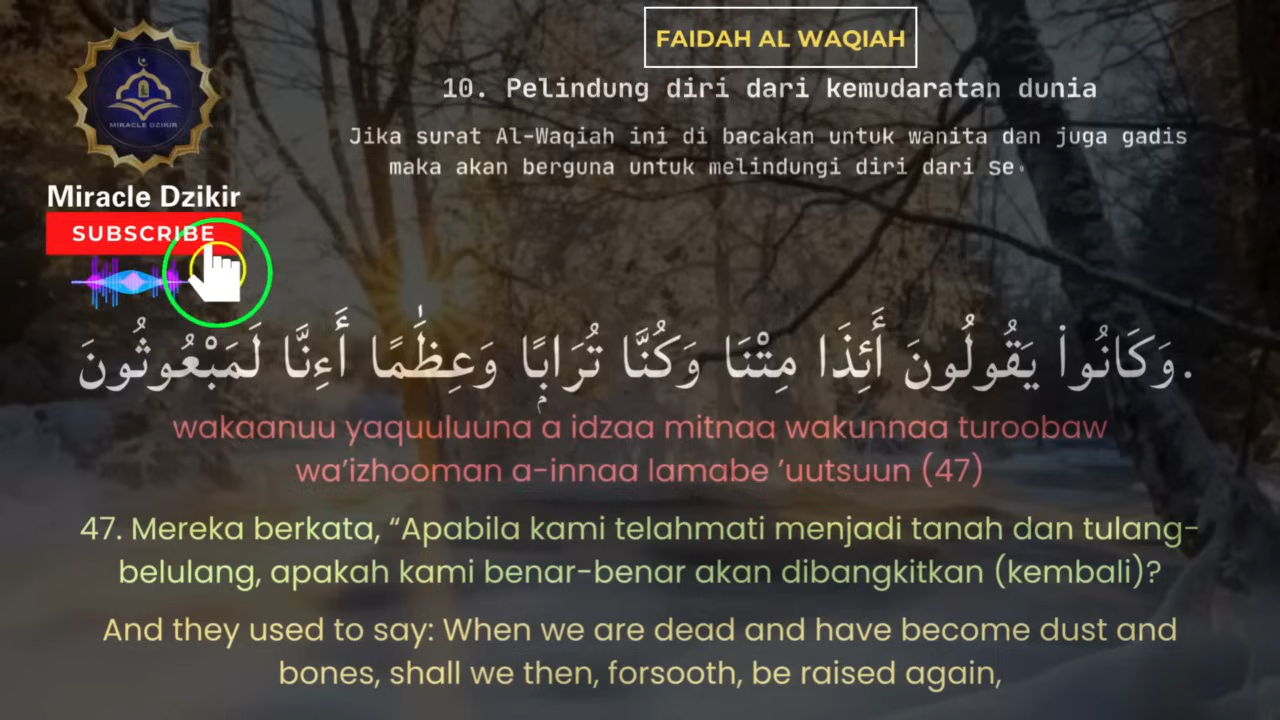 FAIDAH AL WAQIAH
10. Pelindung diri dari kemudaratan dunia
Jika surat Al-Waqiah ini di bacakan untuk wanita dan juga gadis
maka akan berguna untuk melindungi diri dari se
MIRACLE DZIKIR
Miracle Dzikir
SUBSCRIBE
وَكَانُوا۟ يَقُولُونَ أَئِذَا مِتْنَا وَكُنَّا تُرَابًۭا وَعِظَٰمًا أَءِنَّا لَمَبْعُوثُونَ.
wakaanuu yaquuluuna a idzaa mitnaa wakunnaa turoobaw
wa’izhooman a-innaa lamabe ’uutsuun (47)
47. Mereka berkata, “Apabila kami telahmati menjadi tanah dan tulang-
belulang, apakah kami benar-benar akan dibangkitkan (kembali)?
And they used to say: When we are dead and have become dust and
bones, shall we then, forsooth, be raised again,